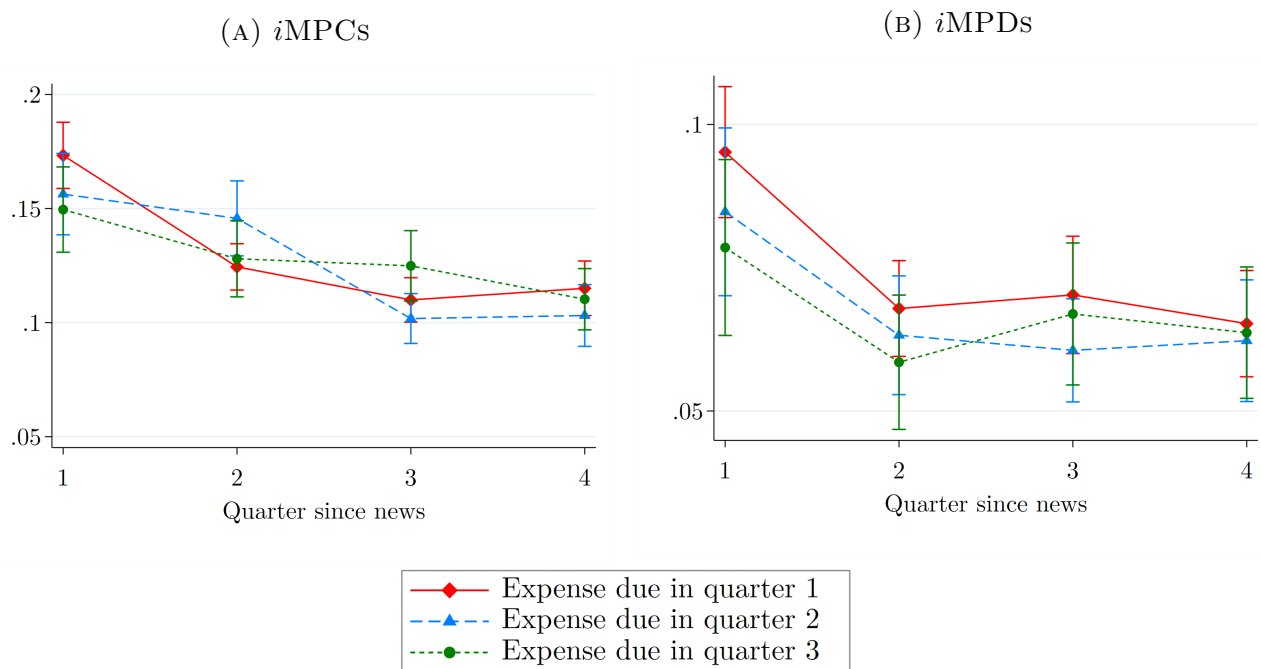 (A) iMPCs
.2
.15
.1
.05
1 2 3 4
Quarter since news
(B) iMPDs
.1
.05
1 2 3 4
Quarter since news
Expense due in quarter 1
Expense due in quarter 2
Expense due in quarter 3